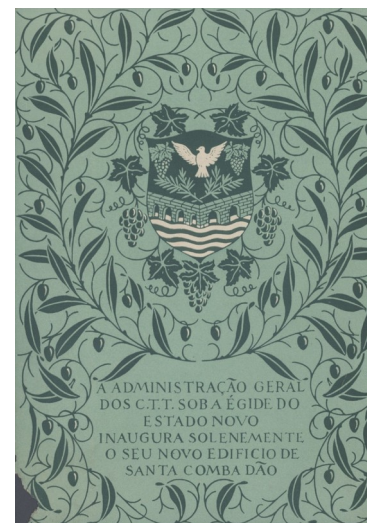 A ADMINISTRAÇÃO GERAL
DOS C.T.T. SOB A ÉGIDE DO
ESTADO NOVO
INAUGURA SOLENEMENTE
O SEU NOVO EDIFICIO DE
SANTA COMBA DÃO